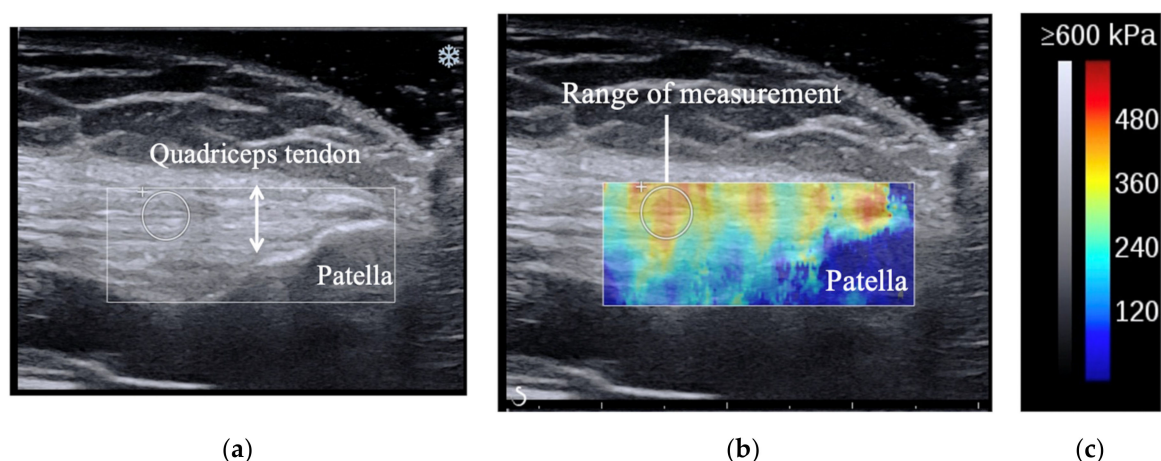 Quadriceps tendon
Patella
Range of measurement
Patella
≥600 kPa
480
360
240
120
(a)
(b)
(c)